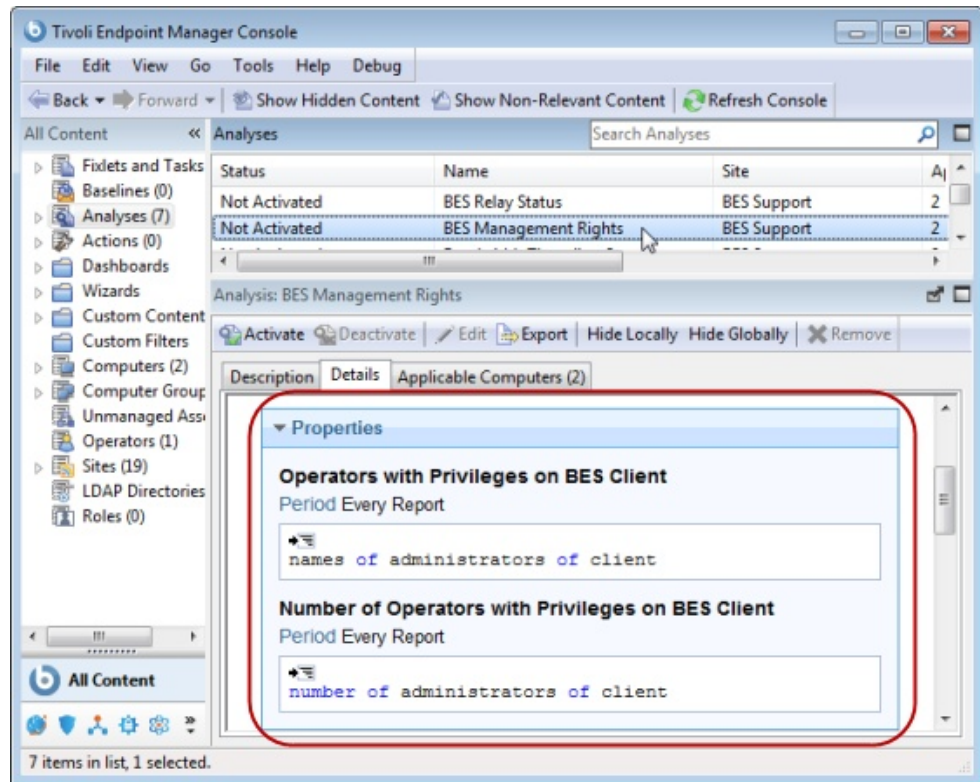 Tivoli Endpoint Manager Console
File Edit View Go Tools Help Debug
Back Forward Show Hidden Content Show Non-Relevant Content Refresh Console
All Content « Analyses Search Analyses
Fixlets and Tasks
Baselines (0)
Analyses (7)
Actions (0)
Dashboards
Wizards
Custom Content
Custom Filters
Computers (2)
Computer Group
Unmanaged Ass
Operators (1)
Sites (19)
LDAP Directories
Roles (0)
All Content
Status Name Site
Not Activated BES Relay Status BES Support 2
Not Activated BES Management Rights BES Support 2
Analysis: BES Management Rights
Activate Deactivate Edit Export Hide Locally Hide Globally Remove
Description Details Applicable Computers (2)
Properties
Operators with Privileges on BES Client
Period Every Report
names of administrators of client
Number of Operators with Privileges on BES Client
Period Every Report
number of administrators of client
7 items in list, 1 selected.